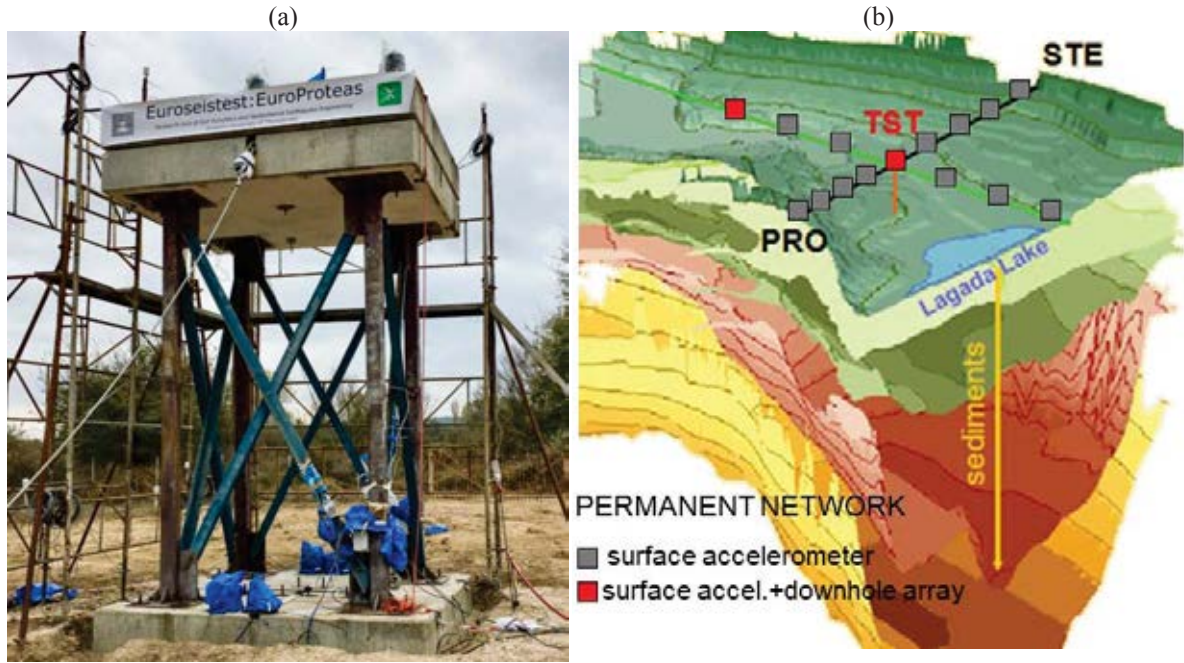 (a)
(b)
Euroseistest:EuroProteas
STE
TST
PRO
Lagada Lake
sediments
PERMANENT NETWORK
surface accelerometer
surface accel.+downhole array